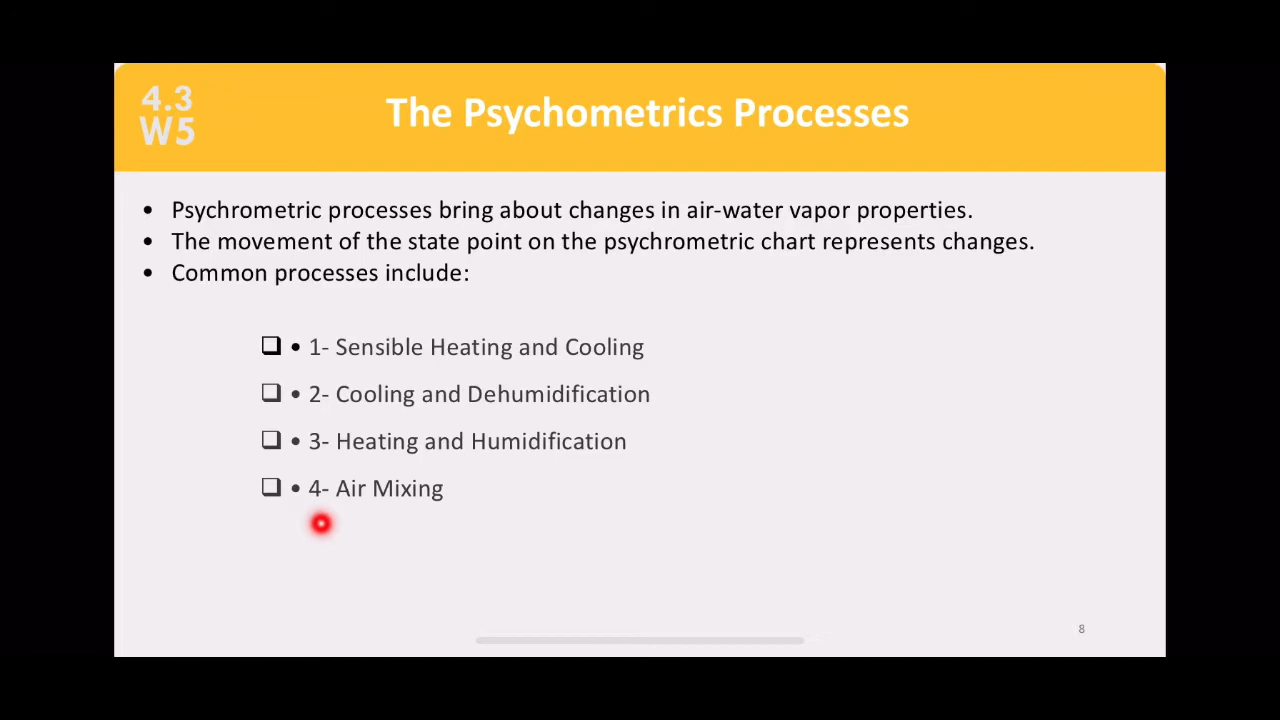 4.3
W5
The Psychometrics Processes
• Psychrometric processes bring about changes in air-water vapor properties.
• The movement of the state point on the psychrometric chart represents changes.
• Common processes include:
❑ • 1- Sensible Heating and Cooling
❑ • 2- Cooling and Dehumidification
❑ • 3- Heating and Humidification
❑ • 4- Air Mixing
8